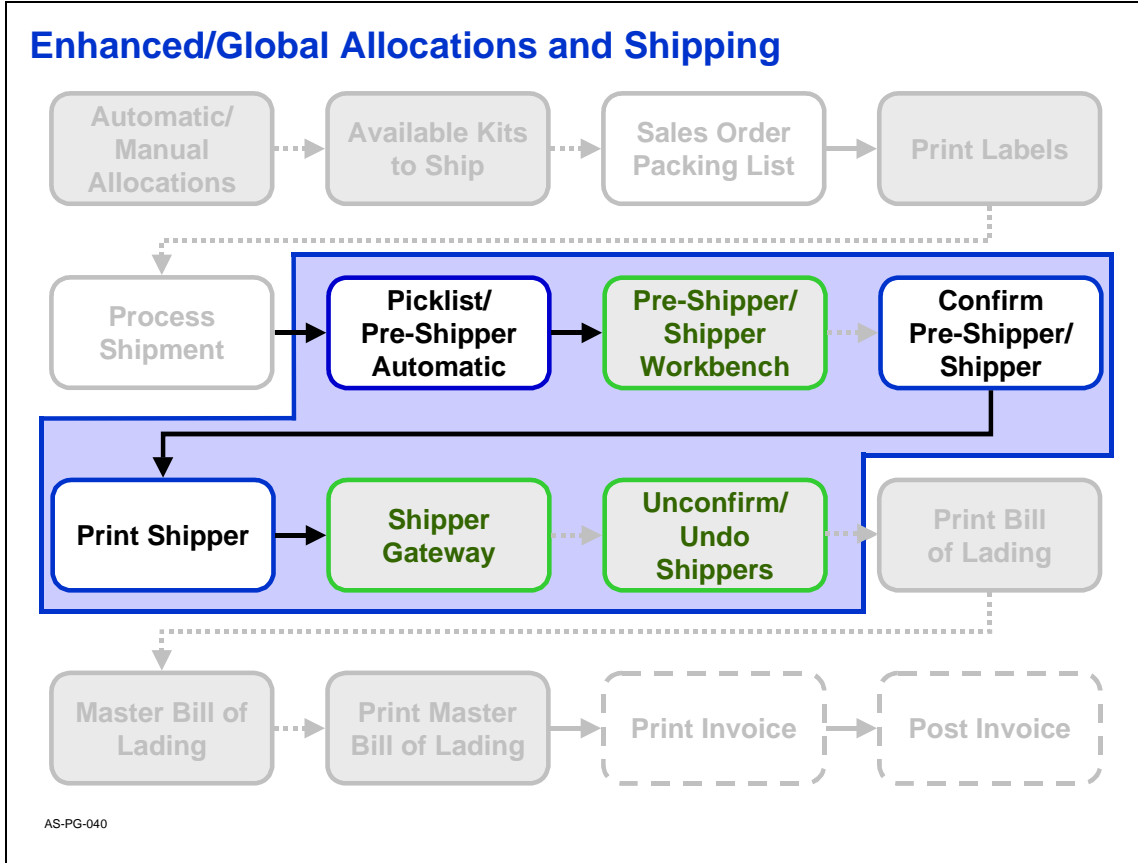 Enhanced/Global Allocations and Shipping
Automatic/
Manual
Allocations
Available Kits
to Ship
Sales Order
Packing List
Print Labels
Process
Shipment
Picklist/
Pre-Shipper
Automatic
Pre-Shipper/
Shipper
Workbench
Confirm
Pre-Shipper/
Shipper
Print Shipper
Shipper
Gateway
Unconfirm/
Undo
Shippers
Print Bill
of Lading
Master Bill of
Lading
Print Master
Bill of Lading
Print Invoice
Post Invoice
AS-PG-040